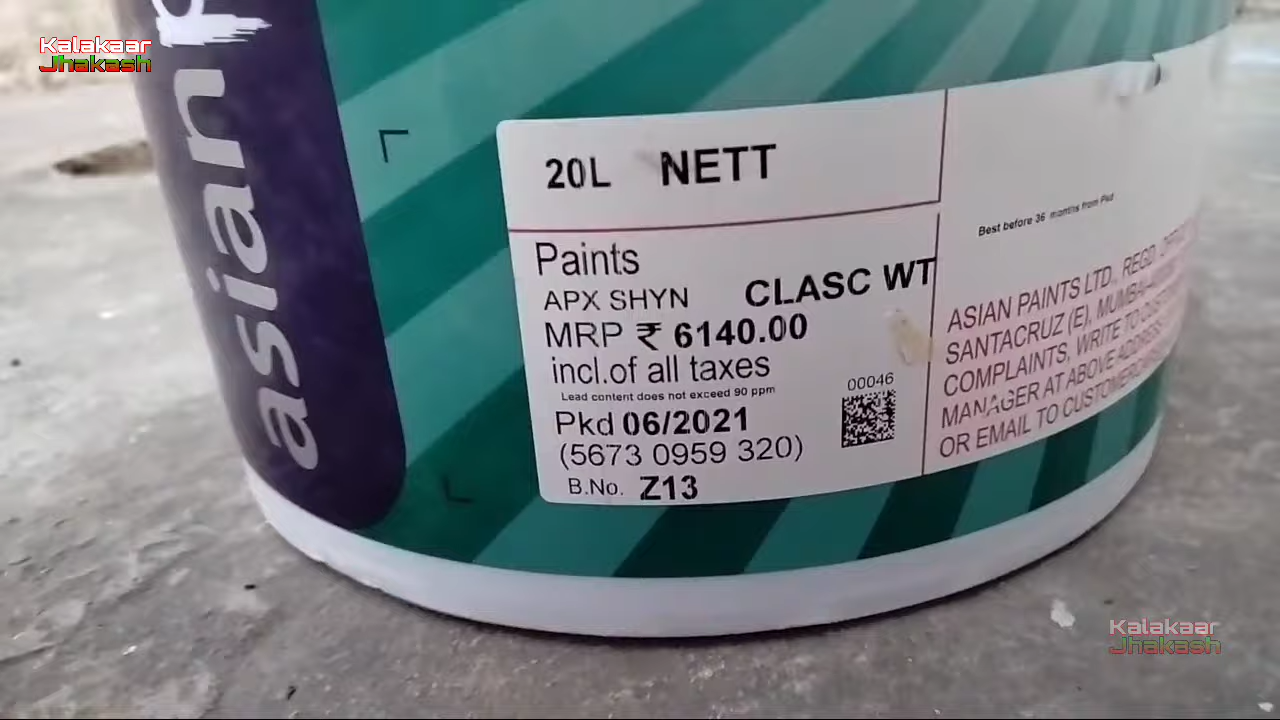 Kalakaar
Jhakash
asian p
20L NETT
Paints
APX SHYN CLASC WT
MRP ₹ 6140.00
incl.of all taxes
Lead content does not exceed 90 ppm
Pkd 06/2021
(5673 0959 320)
B.No. Z13
00046
Best before 36 months from Pkd
ASIAN PAINTS LTD., REGD.
SANTACRUZ (E), MUMBAI-
COMPLAINTS, WRITE TO
MANAGER AT ABOVE ADDRESS
OR EMAIL TO
Kalakaar
Jhakash